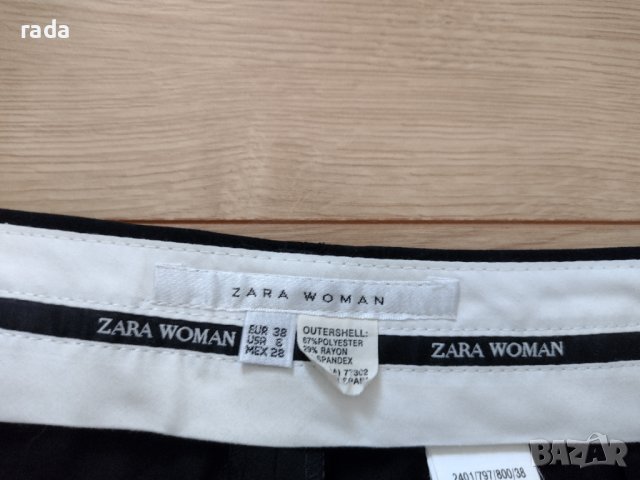 rada
ZARA WOMAN
ZARA WOMAN
EUR 38
USA 6
MEX 28
OUTERSHELL:
67%POLYESTER
29% RAYON
SPANDEX
ZARA WOMAN
2401/797/800/38
BAZAR